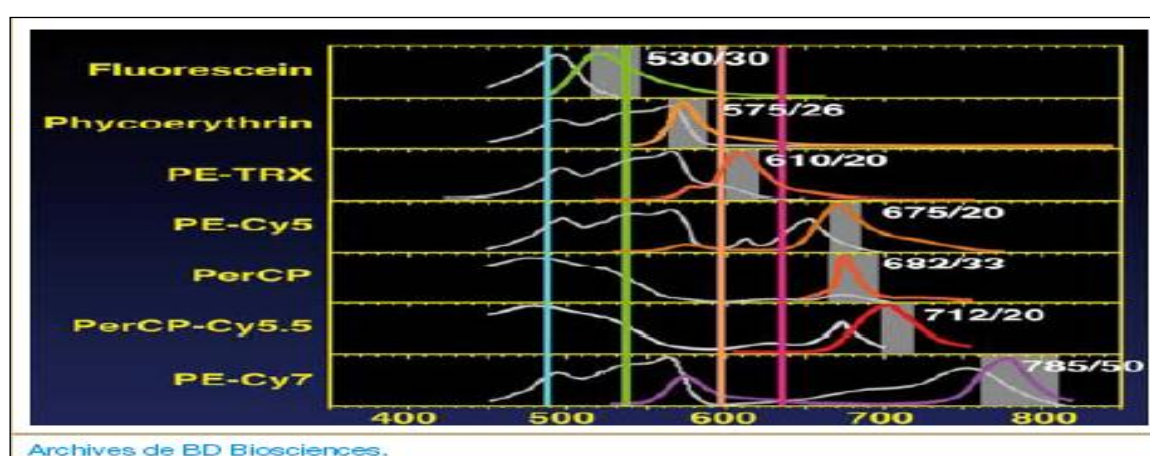 Fluorescein 530/30
Phycoerythrin 575/26
PE-TRX 610/20
PE-Cy5 675/20
PerCP 682/33
PerCP-Cy5.5 712/20
PE-Cy7 785/50
400 500 600 700 800
Archives de BD Biosciences.